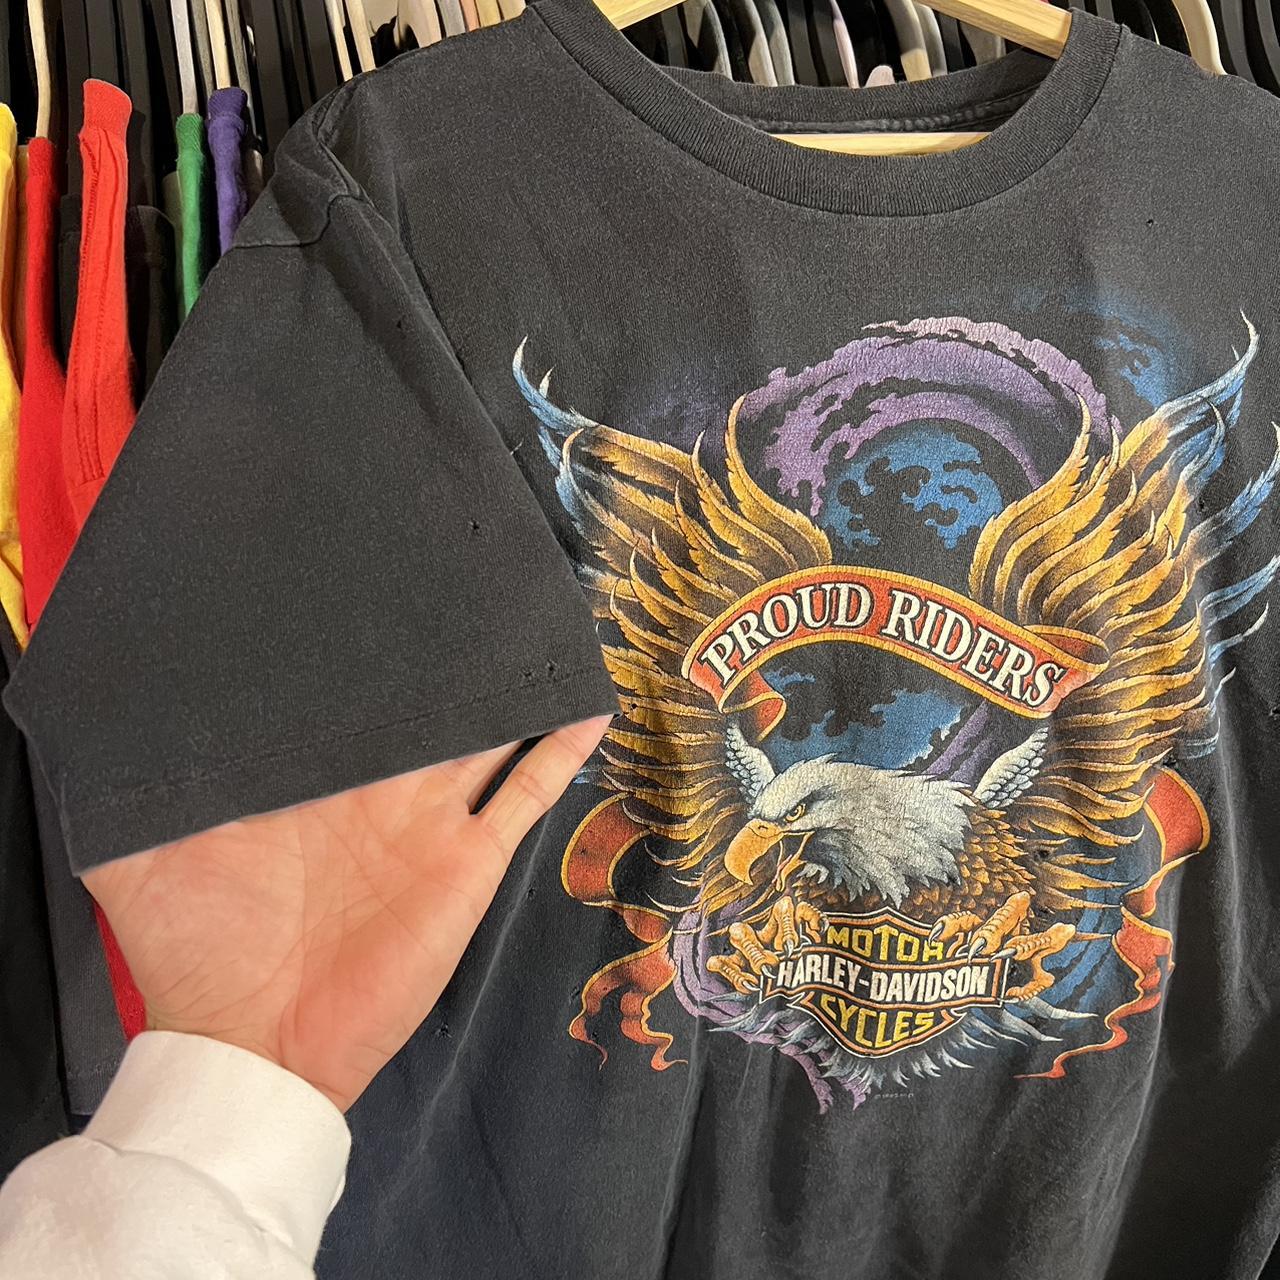 PROUD RIDERS
MOTOR
HARLEY-DAVIDSON
CYCLES